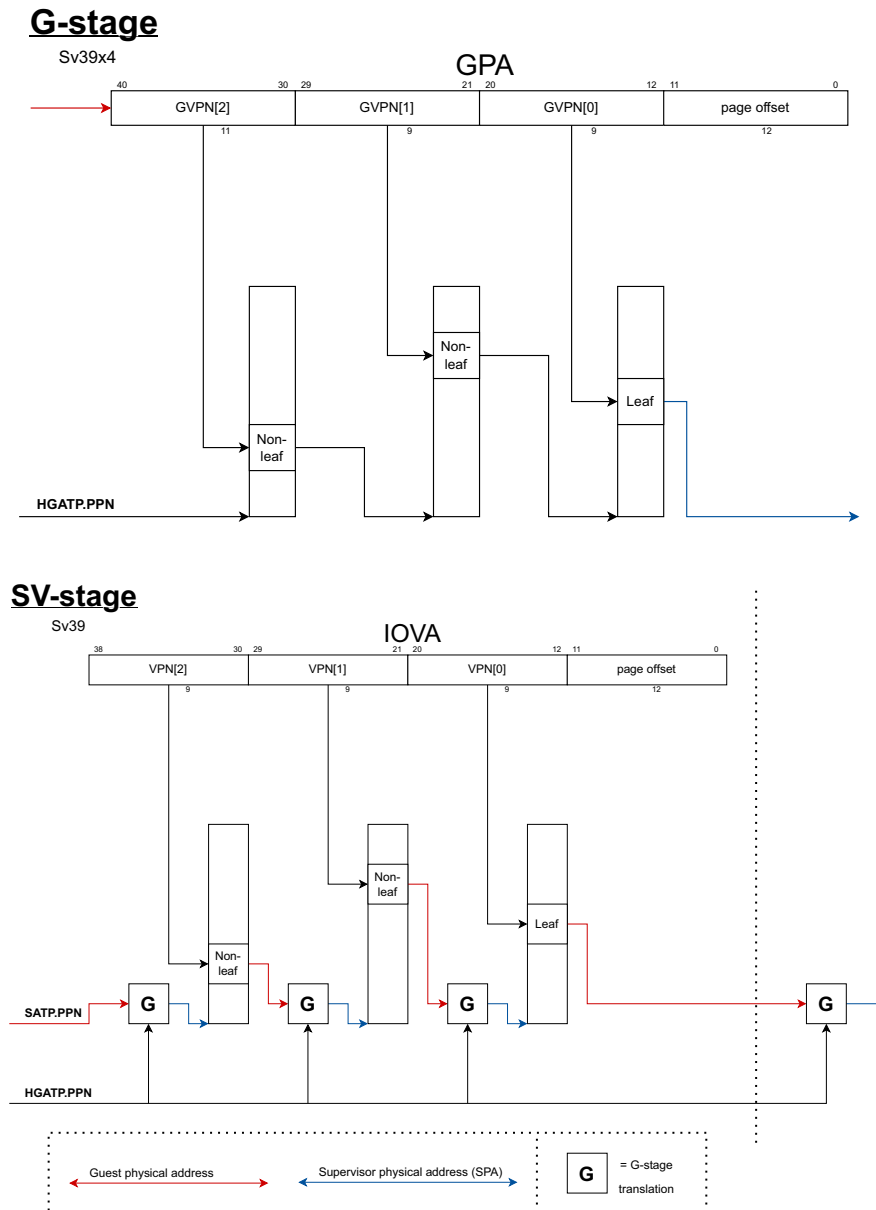 G-stage
Sv39x4
GPA
40 30 29 21 20 12 11 0
GVPN[2] GVPN[1] GVPN[0] page offset
11 9 9 12
Non-
leaf
Leaf
Non-
leaf
HGATP.PPN
SV-stage
Sv39
IOVA
38 30 29 21 20 12 11 0
VPN[2] VPN[1] VPN[0] page offset
9 9 9 12
Non-
leaf
Leaf
Non-
leaf
SATP.PPN G G G G
HGATP.PPN
Guest physical address Supervisor physical address (SPA) G = G-stage
translation